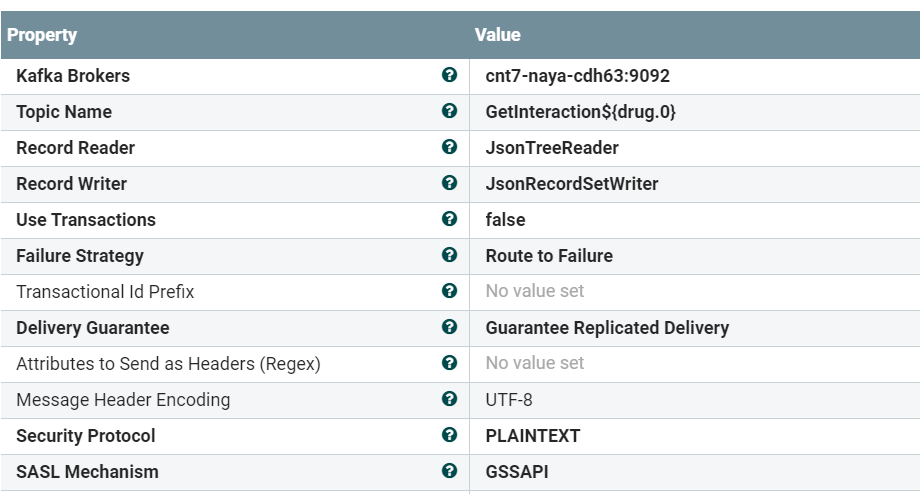 Property Value
Kafka Brokers ? cnt7-naya-cdh63:9092
Topic Name ? GetInteraction${drug.0}
Record Reader ? JsonTreeReader
Record Writer ? JsonRecordSetWriter
Use Transactions ? false
Failure Strategy ? Route to Failure
Transactional Id Prefix ? No value set
Delivery Guarantee ? Guarantee Replicated Delivery
Attributes to Send as Headers (Regex) ? No value set
Message Header Encoding ? UTF-8
Security Protocol ? PLAINTEXT
SASL Mechanism ? GSSAPI